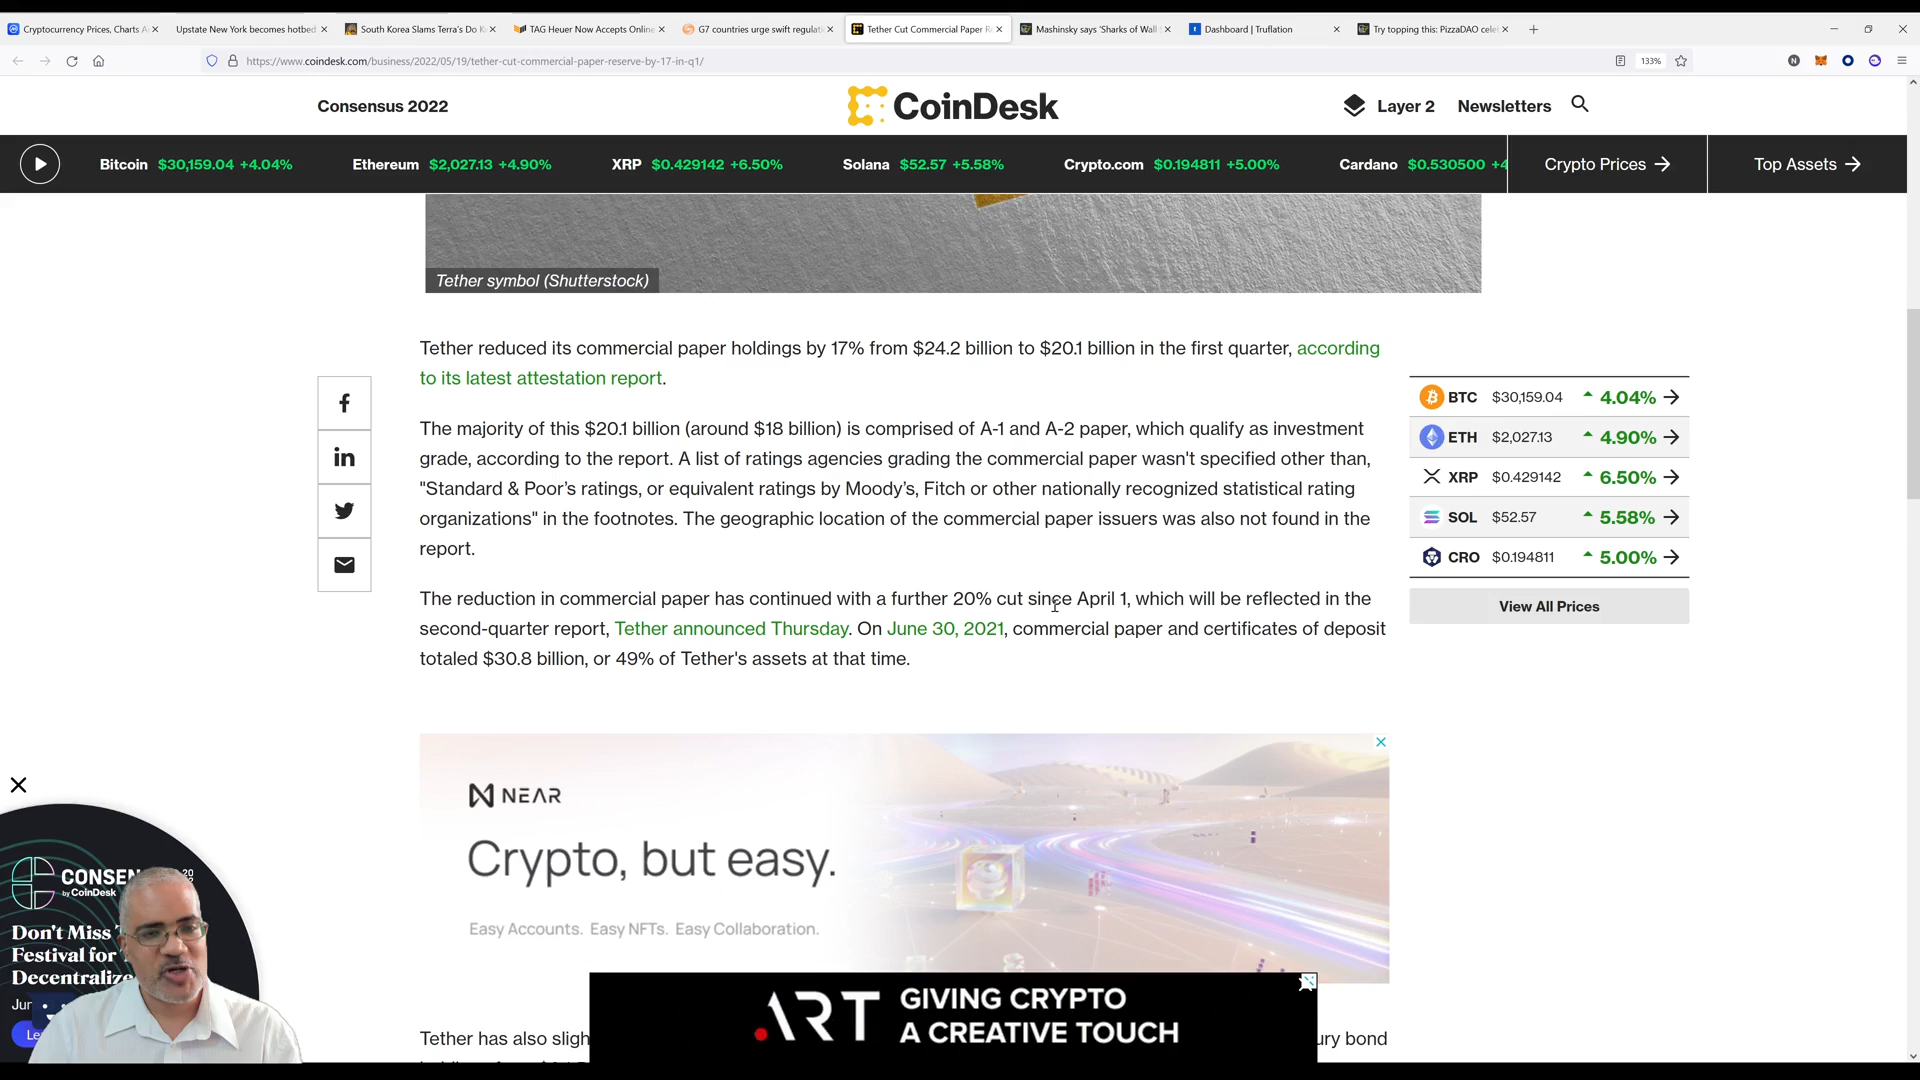 Cryptocurrency Prices, Charts A
Upstate New York becomes hotbed
South Korea Slams Terra's Do K
TAG Heuer Now Accepts Online
G7 countries urge swift regulati
Tether Cut Commercial Paper R
Mashinsky says 'Sharks of Wall
Dashboard | Truflation
Try topping this: PizzaDAO cele
https://www.coindesk.com/business/2022/05/19/tether-cut-commercial-paper-reserve-by-17-in-q1/
133%
Consensus 2022
CoinDesk
Layer 2
Newsletters
Bitcoin $30,159.04 +4.04%
Ethereum $2,027.13 +4.90%
XRP $0.429142 +6.50%
Solana $52.57 +5.58%
Crypto.com $0.194811 +5.00%
Cardano $0.530500 +4
Crypto Prices
Top Assets
Tether symbol (Shutterstock)
Tether reduced its commercial paper holdings by 17% from $24.2 billion to $20.1 billion in the first quarter, according
to its latest attestation report.
The majority of this $20.1 billion (around $18 billion) is comprised of A-1 and A-2 paper, which qualify as investment
grade, according to the report. A list of ratings agencies grading the commercial paper wasn't specified other than,
"Standard & Poor's ratings, or equivalent ratings by Moody's, Fitch or other nationally recognized statistical rating
organizations" in the footnotes. The geographic location of the commercial paper issuers was also not found in the
report.
The reduction in commercial paper has continued with a further 20% cut since April 1, which will be reflected in the
second-quarter report, Tether announced Thursday. On June 30, 2021, commercial paper and certificates of deposit
totaled $30.8 billion, or 49% of Tether's assets at that time.
BTC $30,159.04 4.04%
ETH $2,027.13 4.90%
XRP $0.429142 6.50%
SOL $52.57 5.58%
CRO $0.194811 5.00%
View All Prices
NEAR
Crypto, but easy.
Easy Accounts. Easy NFTs. Easy Collaboration.
CONSEN
20
22
by CoinDesk
Don't Miss
Festival for
Decentralize
Jun
Le
.ART
GIVING CRYPTO
A CREATIVE TOUCH
Tether has also sligh
ury bond